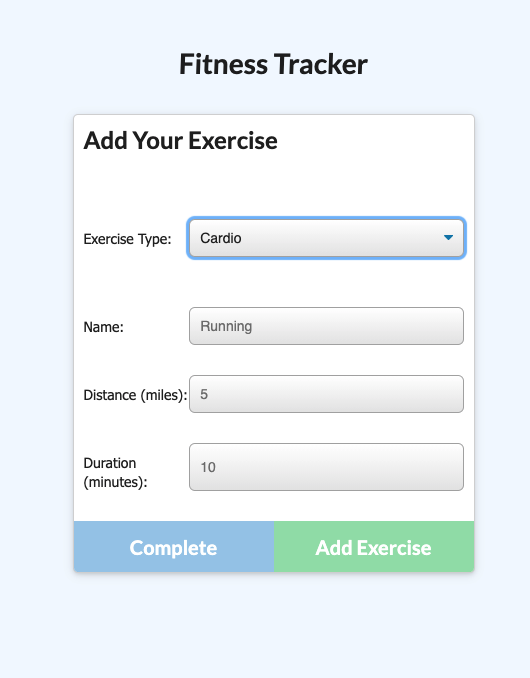 Fitness Tracker
Add Your Exercise
Exercise Type: Cardio
Name: Running
Distance (miles): 5
Duration
(minutes): 10
Complete Add Exercise